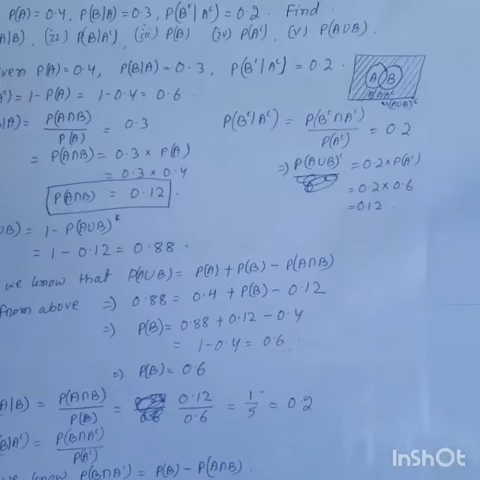 P(A)=0.4, P(B|A)=0.3, P(B'|A')=0.2. Find
A|B), (ii) P(B|A'), (iii) P(B) (iv) P(A'), (v) P(A∪B).
ven P(A)=0.4, P(B|A)=0.3, P(B'|A')=0.2.
')=1-P(A)=1-0.4=0.6.
A B
B'∩A'
=(A∪B)'
|A) = P(A∩B)/P(A) = 0.3
= P(A∩B) = 0.3 × P(A)
= 0.3 × 0.4
P(A∩B) = 0.12
P(B'|A') = P(B'∩A')/P(A') = 0.2
⇒ P(A∪B)' = 0.2×P(A')
= 0.2×0.6
= 0.12.
∪B) = 1-P(A∪B)'
= 1-0.12 = 0.88.
we know that P(A∪B) = P(A)+P(B)-P(A∩B)
from above ⇒ 0.88 = 0.4+P(B)-0.12
⇒ P(B)=0.88+0.12-0.4
= 1-0.4=0.6.
⇒ P(B)=0.6
A|B) = P(A∩B)/P(B) = 0.12/0.6 = 1/5 = 0.2
B|A') = P(B∩A')/P(A')
we know P(B∩A') = P(B)-P(A∩B).
InShOt